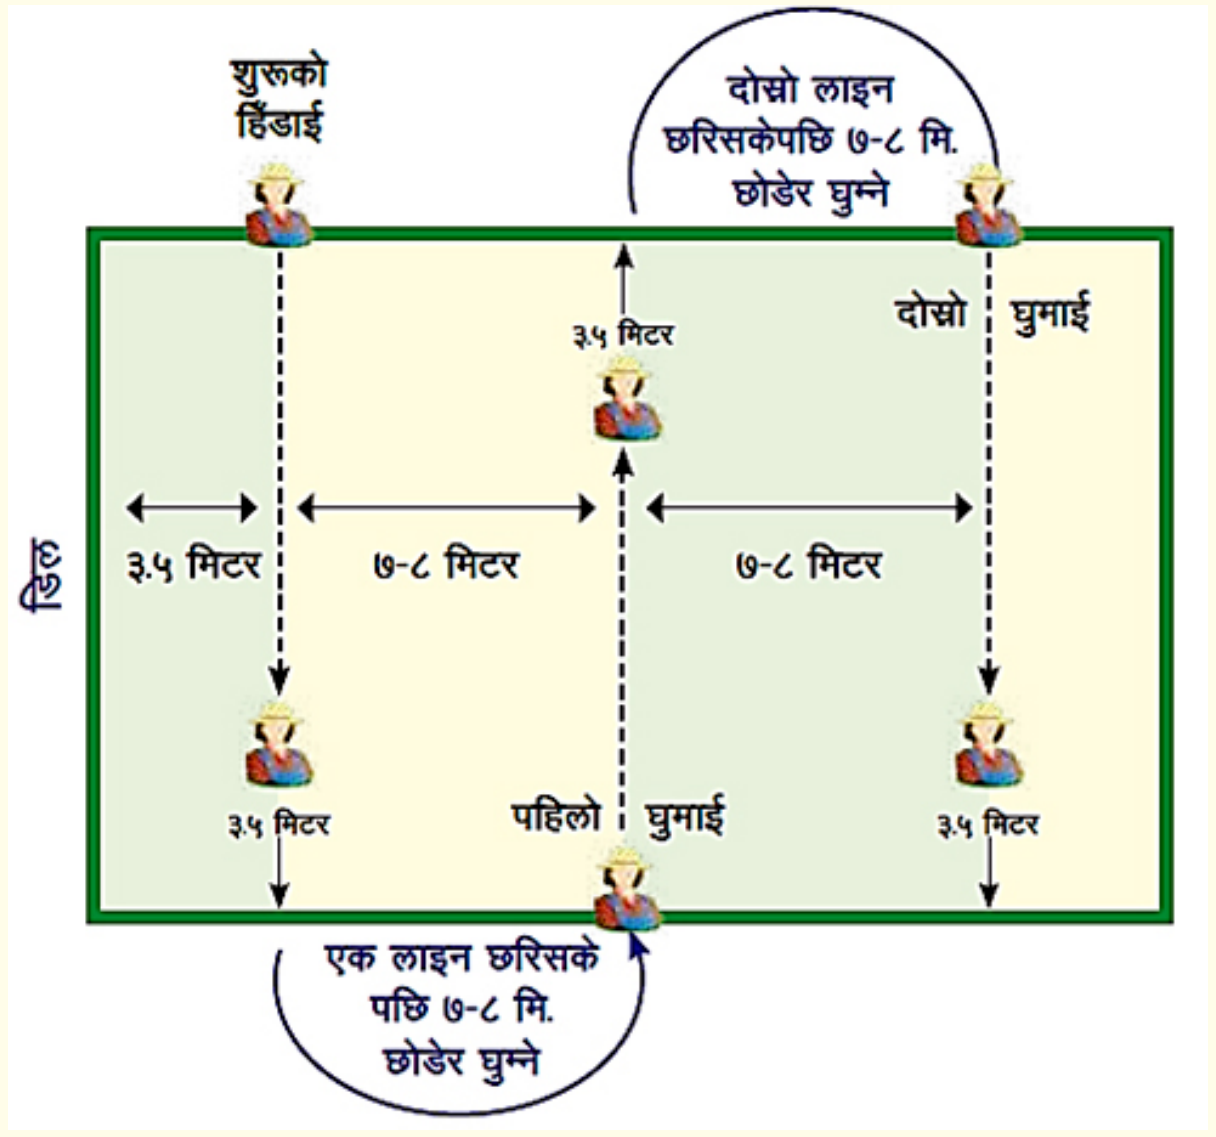 शुरूको
हिँडाई
दोस्रो लाइन
छरिसकेपछि ७-८ मि.
छोडेर घुम्ने
३.५ मिटर
दोस्रो घुमाई
३.५ मिटर
७-८ मिटर
७-८ मिटर
डिल
३.५ मिटर
पहिलो घुमाई
३.५ मिटर
एक लाइन छरिसके
पछि ७-८ मि.
छोडेर घुम्ने